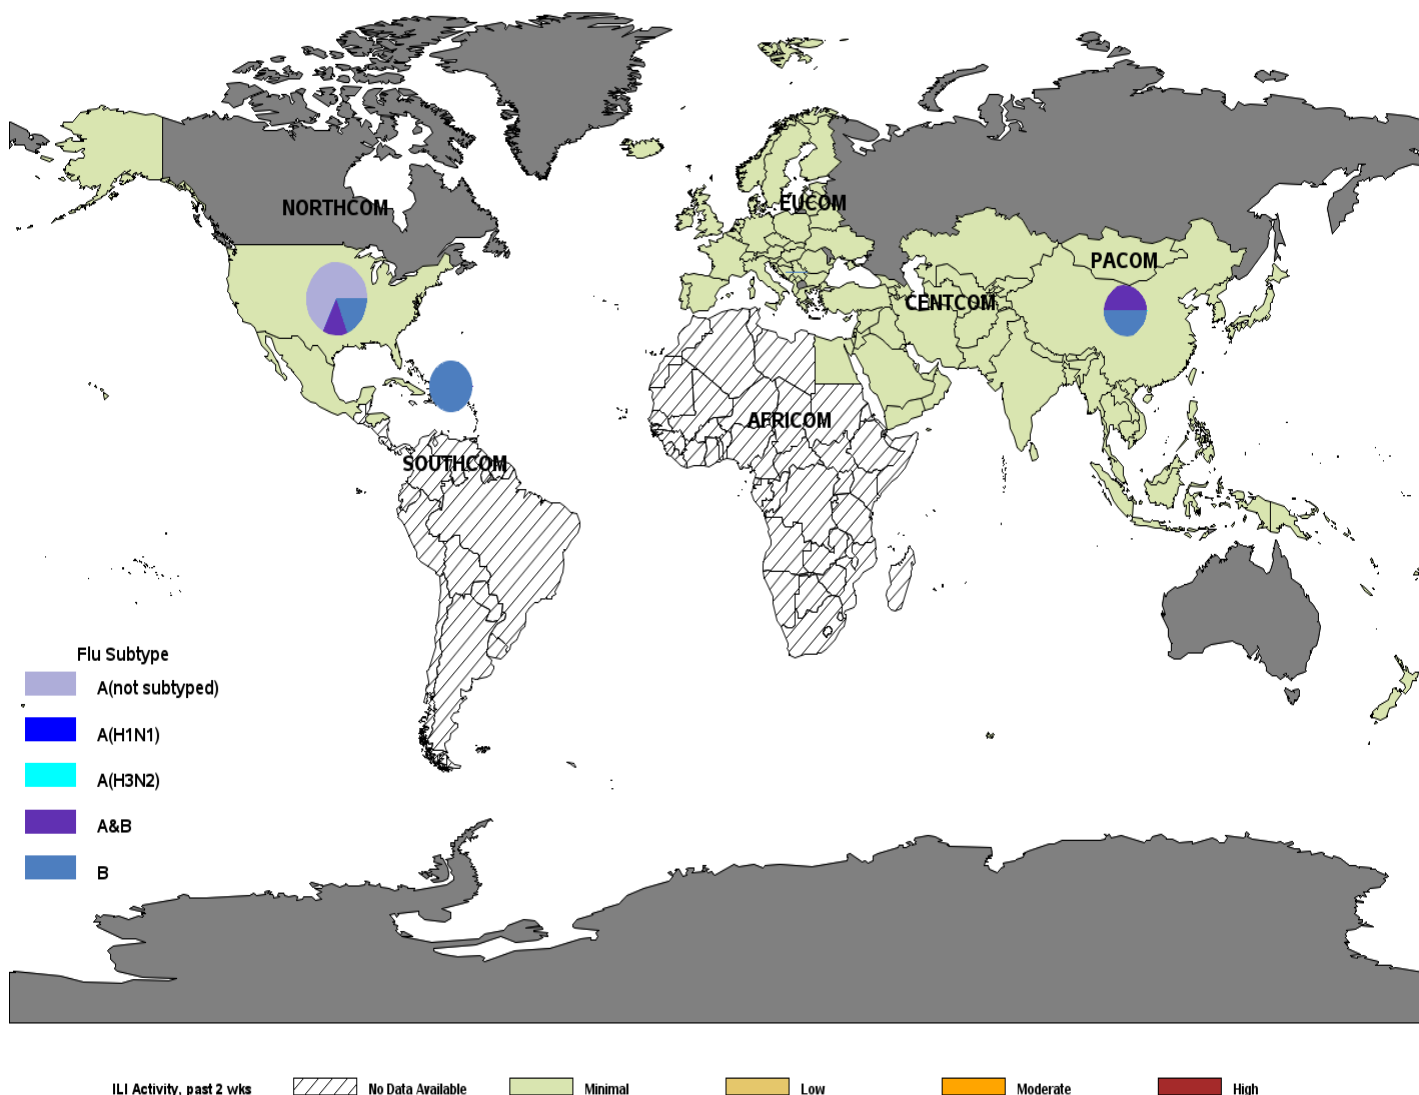 NORTHCOM
EUCOM
PACOM
CENTCOM
AFRICOM
SOUTHCOM
Flu Subtype
A(not subtyped)
A(H1N1)
A(H3N2)
A&B
B
ILI Activity, past 2 wks No Data Available Minimal Low Moderate High